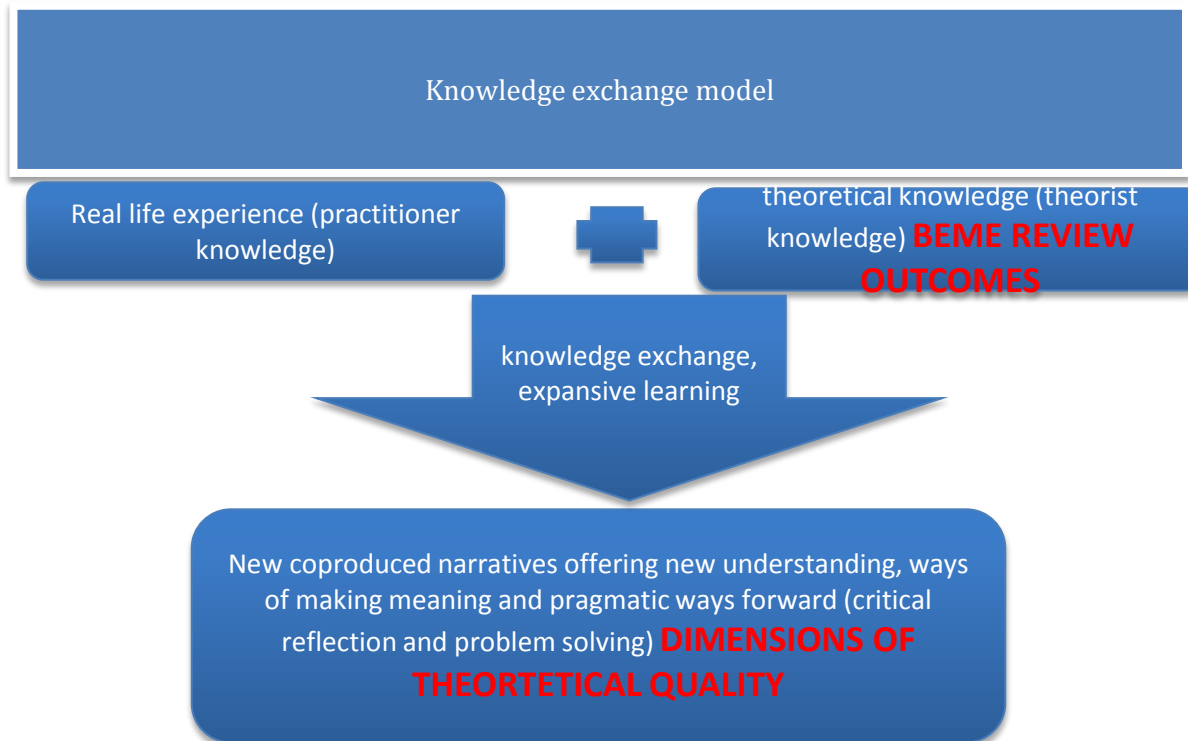 Knowledge exchange model
Real life experience (practitioner
knowledge)
theoretical knowledge (theorist
knowledge) BEME REVIEW
OUTCOMES
knowledge exchange,
expansive learning
New coproduced narratives offering new understanding, ways
of making meaning and pragmatic ways forward (critical
reflection and problem solving) DIMENSIONS OF
THEORTETICAL QUALITY